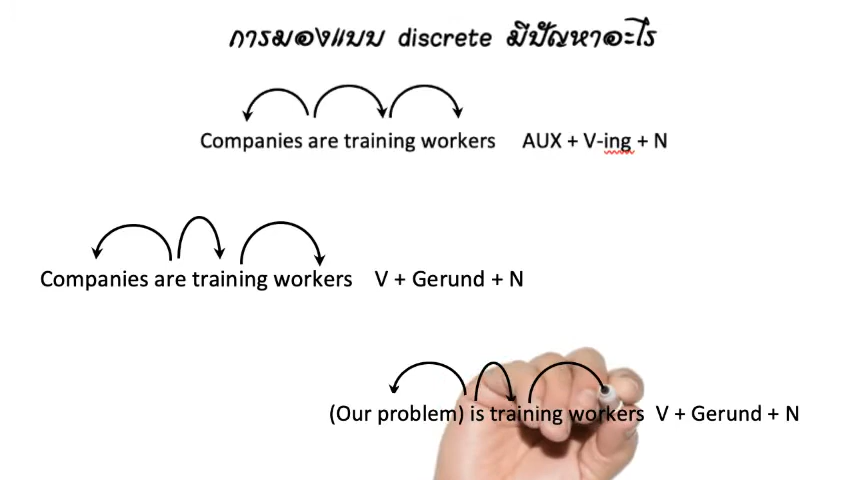 การมองแบบ discrete มีปัญหาอะไร
Companies are training workers AUX + V-ing + N
Companies are training workers V + Gerund + N
(Our problem) is training workers V + Gerund + N